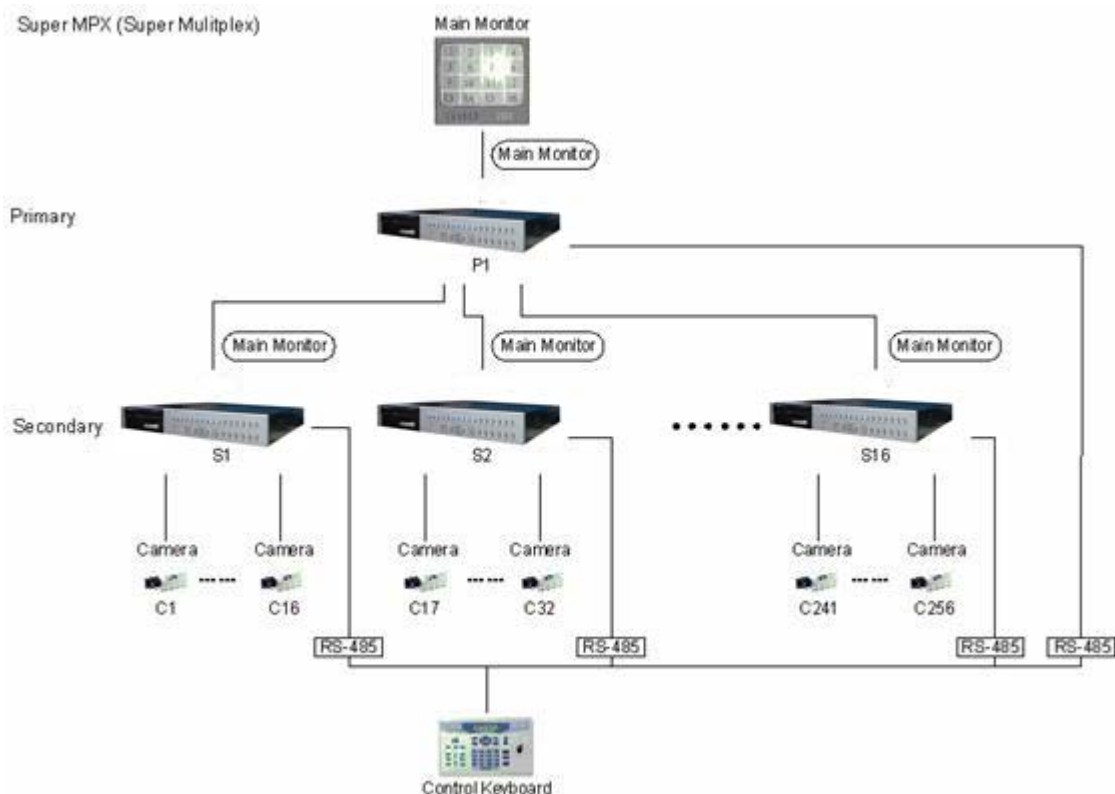 Super MPX (Super Mulitplex)
Main Monitor
Main Monitor
Primary
P1
Main Monitor
Main Monitor
Main Monitor
Secondary
S1
S2
S16
Camera
Camera
Camera
Camera
Camera
Camera
C1
C16
C17
C32
C241
C256
RS-485
RS-485
RS-485
RS-485
Control Keyboard